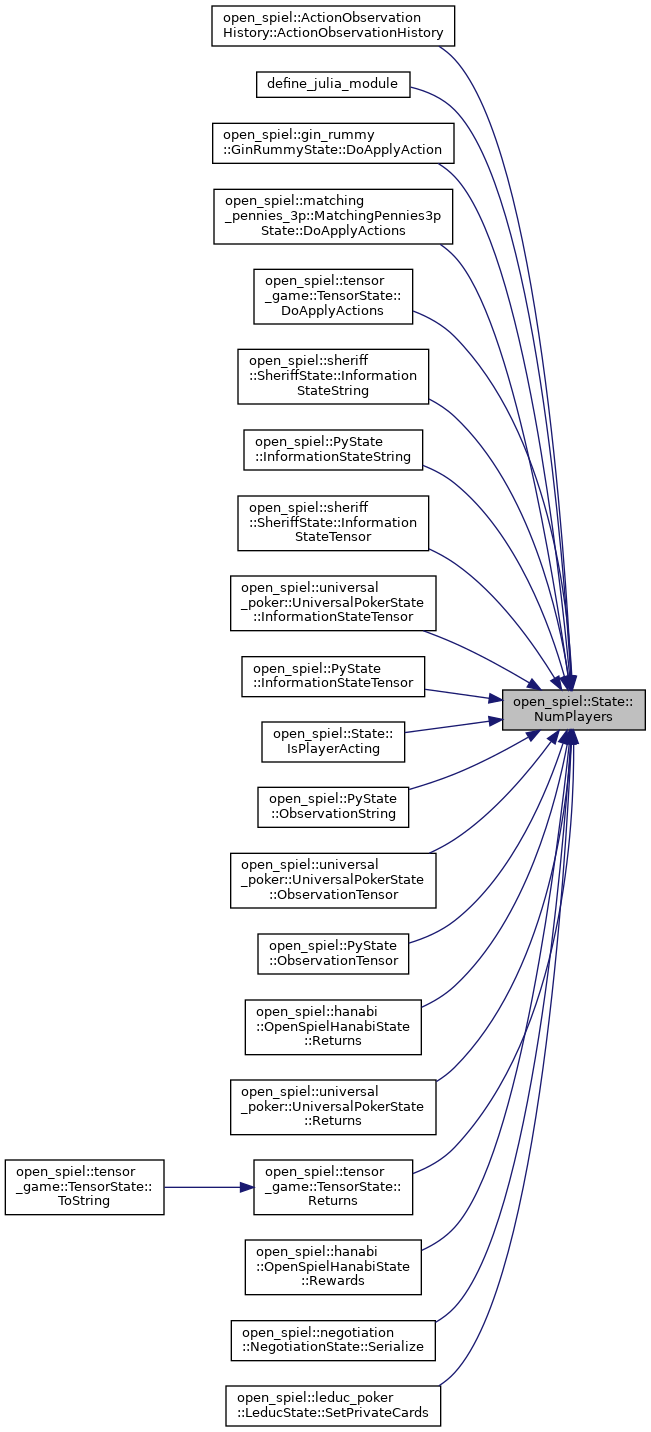 open_spiel::ActionObservation
History::ActionObservationHistory
define_julia_module
open_spiel::gin_rummy
::GinRummyState::DoApplyAction
open_spiel::matching
_pennies_3p::MatchingPennies3p
State::DoApplyActions
open_spiel::tensor
_game::TensorState::
DoApplyActions
open_spiel::sheriff
::SheriffState::Information
StateString
open_spiel::PyState
::InformationStateString
open_spiel::sheriff
::SheriffState::Information
StateTensor
open_spiel::universal
_poker::UniversalPokerState
::InformationStateTensor
open_spiel::PyState
::InformationStateTensor
open_spiel::State::
NumPlayers
open_spiel::State::
IsPlayerActing
open_spiel::PyState
::ObservationString
open_spiel::universal
_poker::UniversalPokerState
::ObservationTensor
open_spiel::PyState
::ObservationTensor
open_spiel::hanabi
::OpenSpielHanabiState
::Returns
open_spiel::universal
_poker::UniversalPokerState
::Returns
open_spiel::tensor
_game::TensorState::
ToString
open_spiel::tensor
_game::TensorState::
Returns
open_spiel::hanabi
::OpenSpielHanabiState
::Rewards
open_spiel::negotiation
::NegotiationState::Serialize
open_spiel::leduc_poker
::LeducState::SetPrivateCards